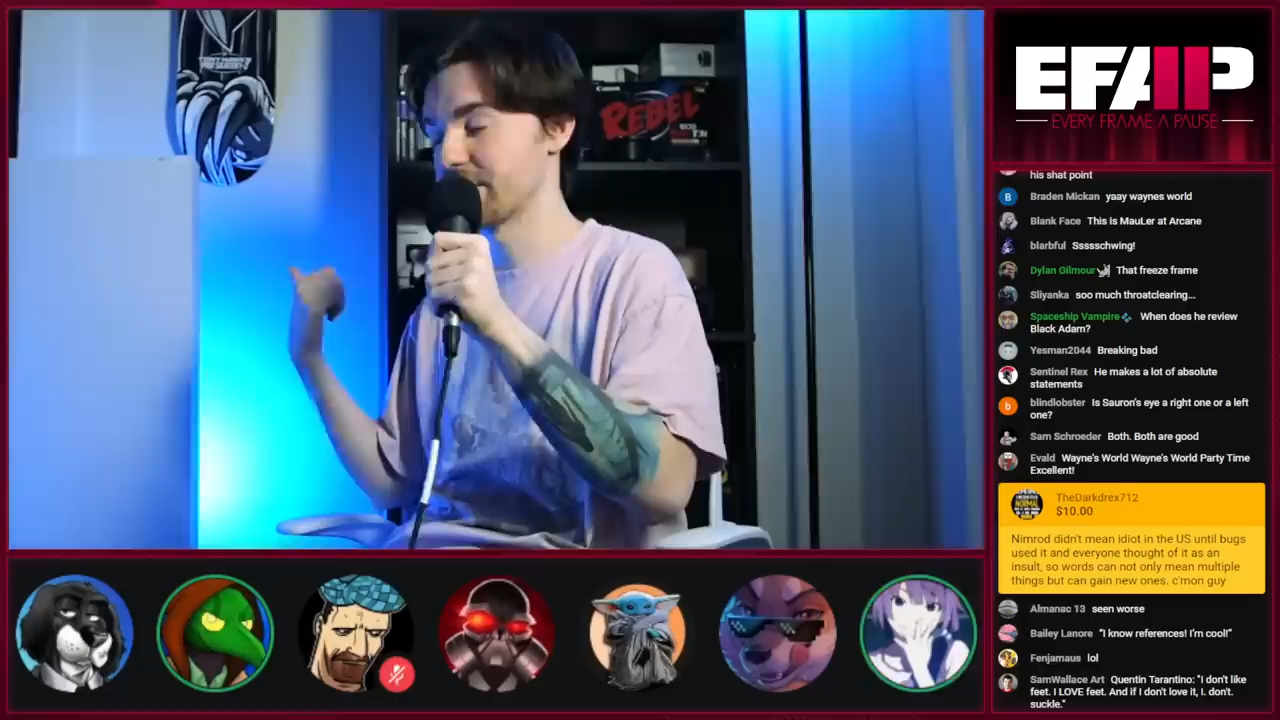 Canon
REBEL
EFAP
EVERY FRAME A PAUSE
his shat point
Braden Mickan yaay waynes world
Blank Face This is MauLer at Arcane
blarbful Ssssschwing!
Dylan Gilmour That freeze frame
Sliyanka soo much throatclearing...
Spaceship Vampire When does he review
Black Adam?
Yesman2044 Breaking bad
Sentinel Rex He makes a lot of absolute
statements
blindlobster Is Sauron's eye a right one or a left
one?
Sam Schroeder Both. Both are good
Evald Wayne's World Wayne's World Party Time
Excellent!
TheDarkdrex712
$10.00
Nimrod didn't mean idiot in the US until bugs
used it and everyone thought of it as an
insult, so words can not only mean multiple
things but can gain new ones. c'mon guy
Almanac 13 seen worse
Bailey Lanore "I know references! I'm cool!"
Fenjamaus lol
SamWallace Art Quentin Tarantino: "I don't like
feet. I LOVE feet. And if I don't love it, I. don't.
suckle."